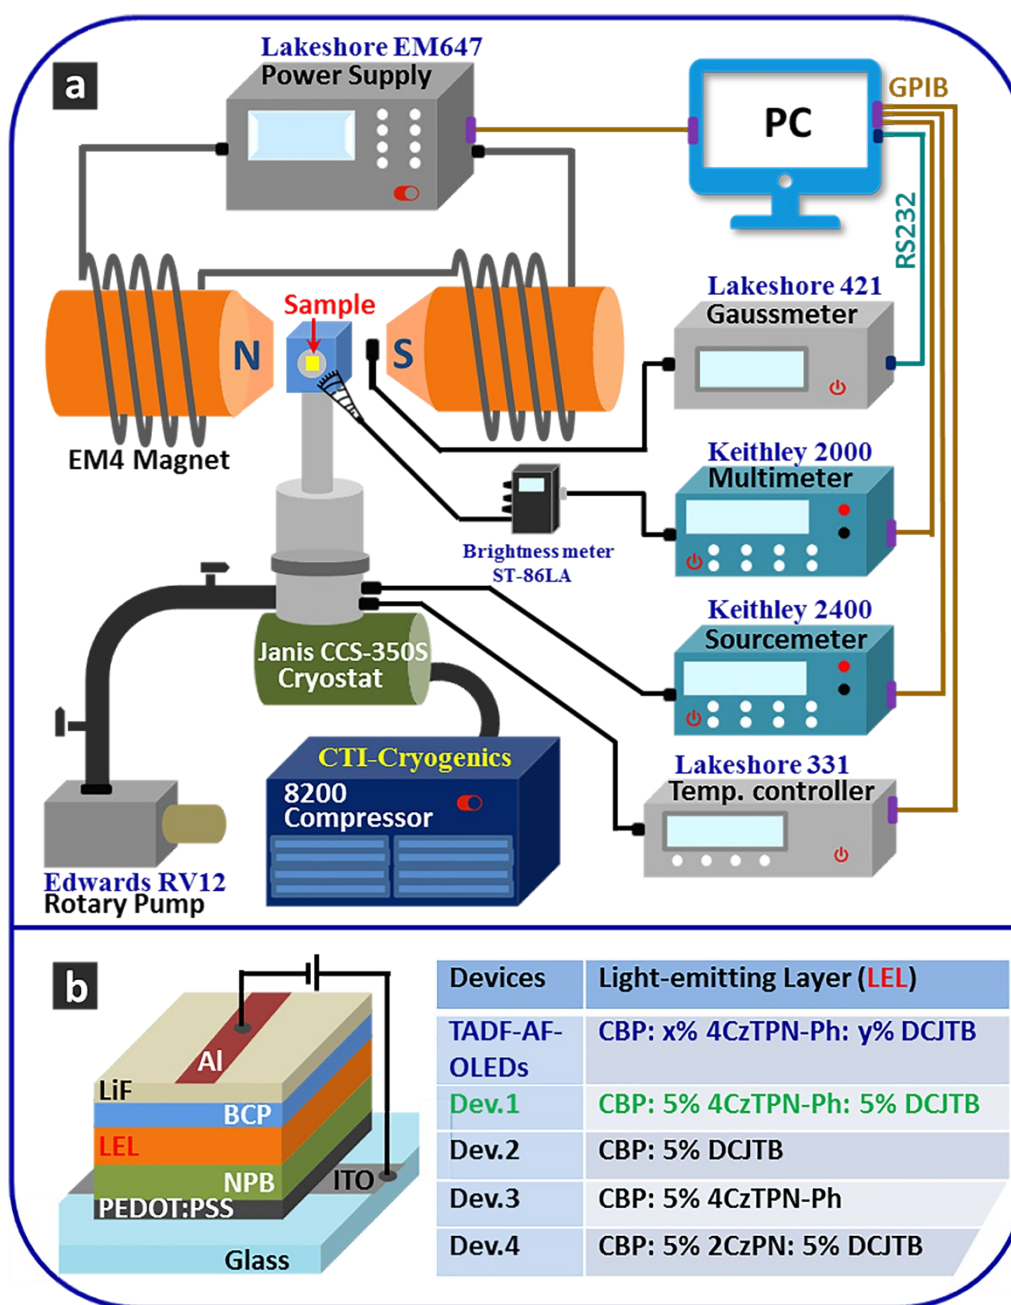 a
Lakeshore EM647
Power Supply
PC
GPIB
RS232
Lakeshore 421
Gaussmeter
Sample
N
S
EM4 Magnet
Keithley 2000
Multimeter
Brightness meter
ST-86LA
Keithley 2400
Sourcemeter
Janis CCS-350S
Cryostat
CTI-Cryogenics
8200
Compressor
Lakeshore 331
Temp. controller
Edwards RV12
Rotary Pump
b
Al
LiF
BCP
LEL
NPB
ITO
PEDOT:PSS
Glass
Devices Light-emitting Layer (LEL)
TADF-AF- CBP: x% 4CzTPN-Ph: y% DCJTB
OLEDs
Dev.1 CBP: 5% 4CzTPN-Ph: 5% DCJTB
Dev.2 CBP: 5% DCJTB
Dev.3 CBP: 5% 4CzTPN-Ph
Dev.4 CBP: 5% 2CzPN: 5% DCJTB